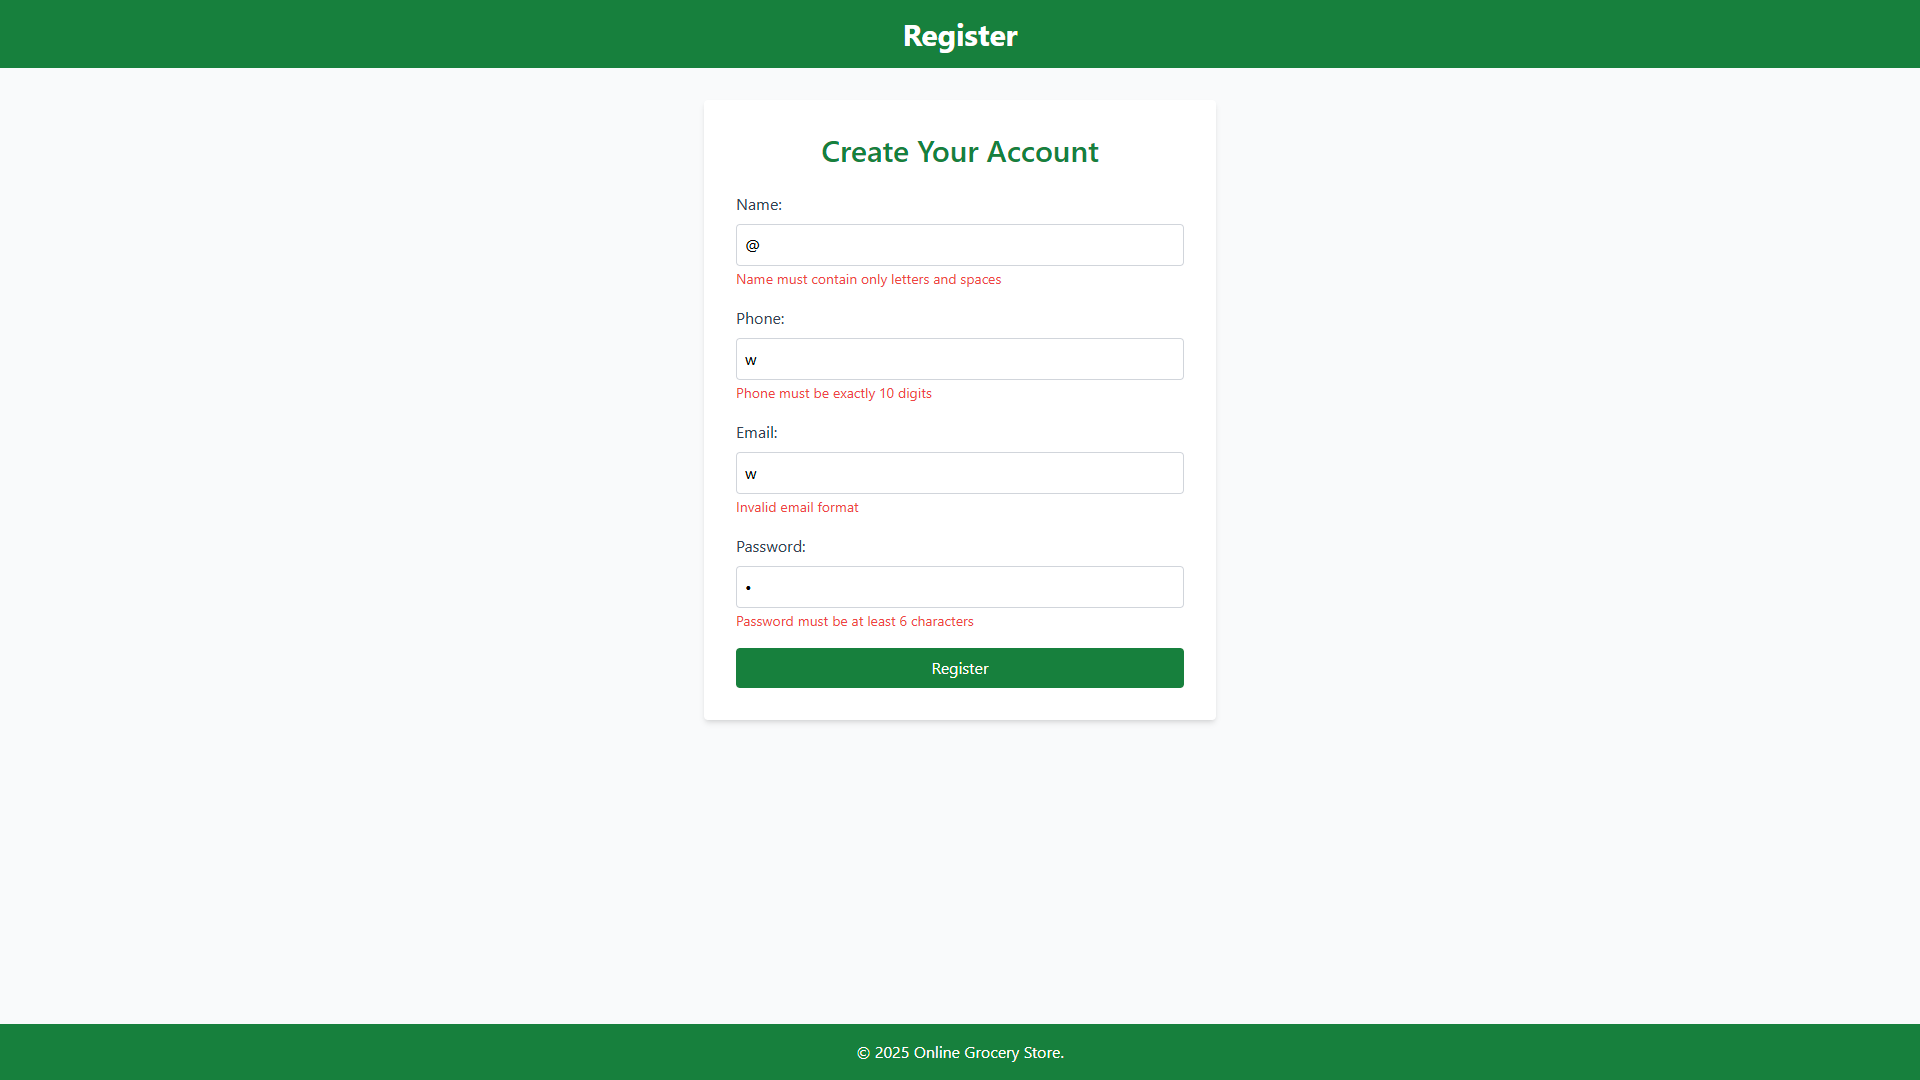 Register
Create Your Account
Name:
@
Name must contain only letters and spaces
Phone:
w
Phone must be exactly 10 digits
Email:
w
Invalid email format
Password:
•
Password must be at least 6 characters
Register
© 2025 Online Grocery Store.